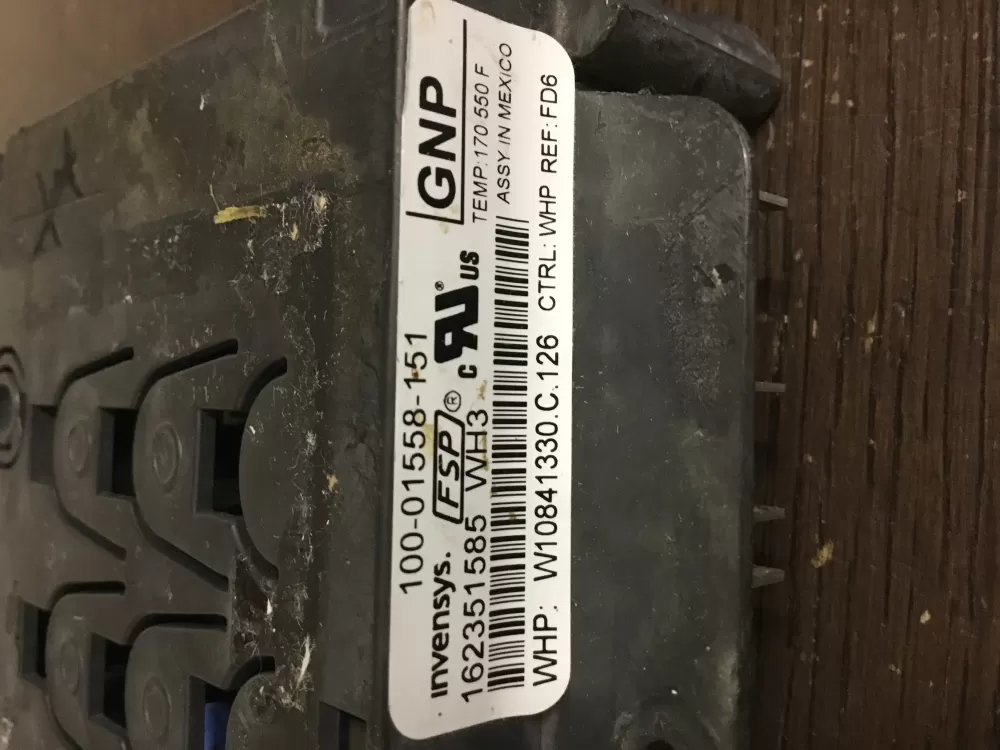 100-01558-151
invensys. FSP® c RU® US GNP
TEMP:170 550 F
162351585 WH3 ASSY IN MEXICO
WHP: W10841330.C.126 CTRL: WHP REF: FD6